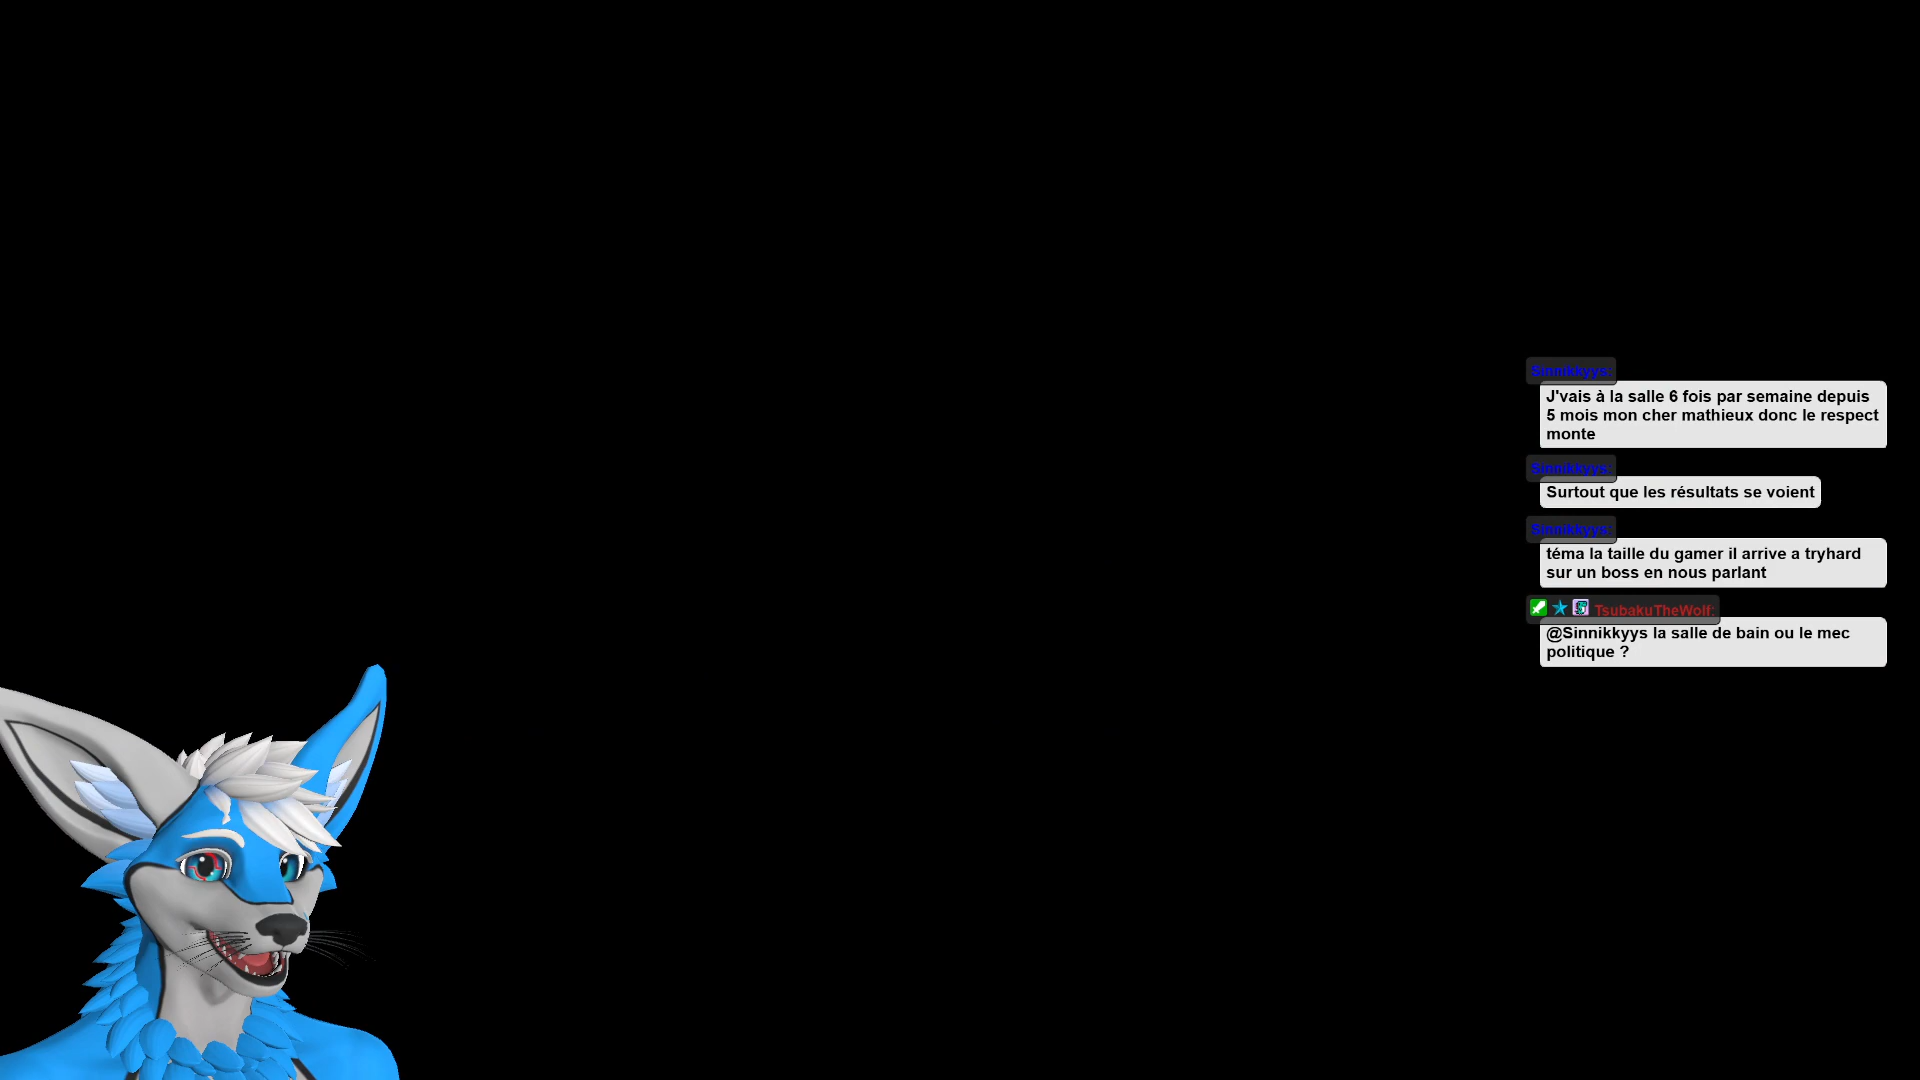 Sinnikkyys:
J'vais à la salle 6 fois par semaine depuis
5 mois mon cher mathieux donc le respect
monte
Sinnikkyys:
Surtout que les résultats se voient
Sinnikkyys:
téma la taille du gamer il arrive a tryhard
sur un boss en nous parlant
TsubakuTheWolf:
@Sinnikkyys la salle de bain ou le mec
politique ?